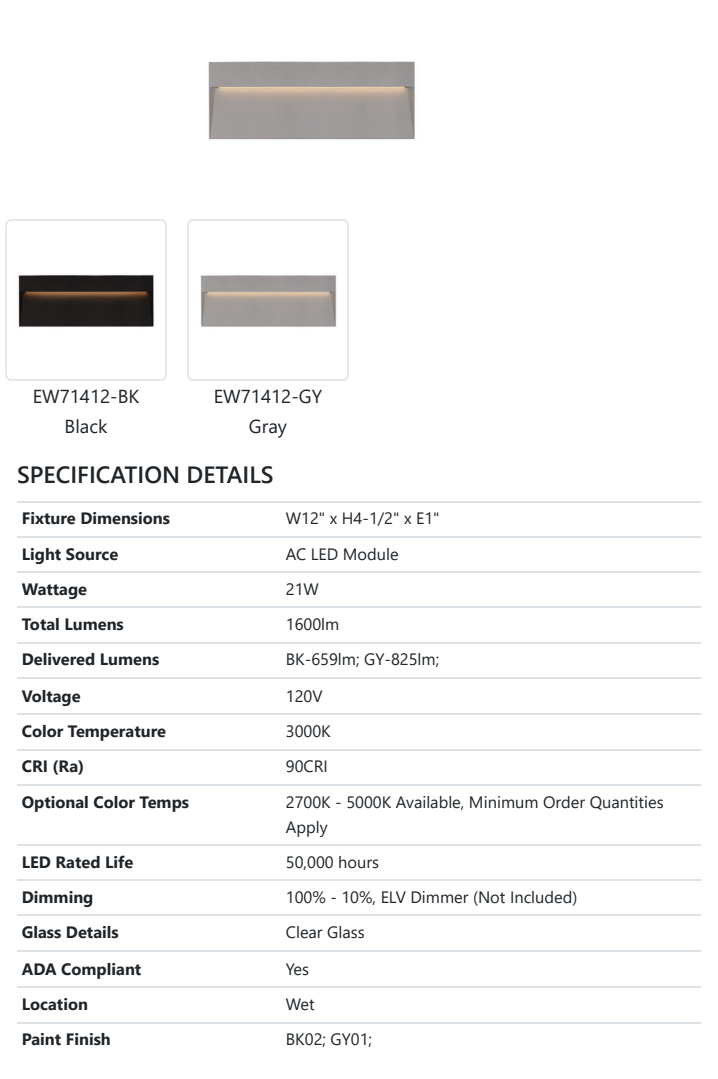 EW71412-BK
Black
EW71412-GY
Gray
SPECIFICATION DETAILS
Fixture Dimensions W12" x H4-1/2" x E1"
Light Source AC LED Module
Wattage 21W
Total Lumens 1600lm
Delivered Lumens BK-659lm; GY-825lm;
Voltage 120V
Color Temperature 3000K
CRI (Ra) 90CRI
Optional Color Temps 2700K - 5000K Available, Minimum Order Quantities
Apply
LED Rated Life 50,000 hours
Dimming 100% - 10%, ELV Dimmer (Not Included)
Glass Details Clear Glass
ADA Compliant Yes
Location Wet
Paint Finish BK02; GY01;